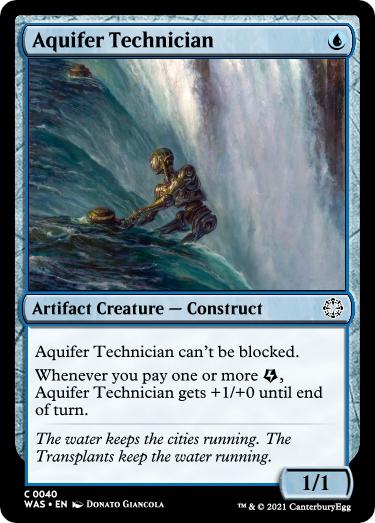 Aquifer Technician
Artifact Creature — Construct
Aquifer Technician can't be blocked.
Whenever you pay one or more ,
Aquifer Technician gets +1/+0 until end
of turn.
The water keeps the cities running. The
Transplants keep the water running.
1/1
C 0040
WAS • EN Donato Giancola
™ & © 2021 CanterburyEgg